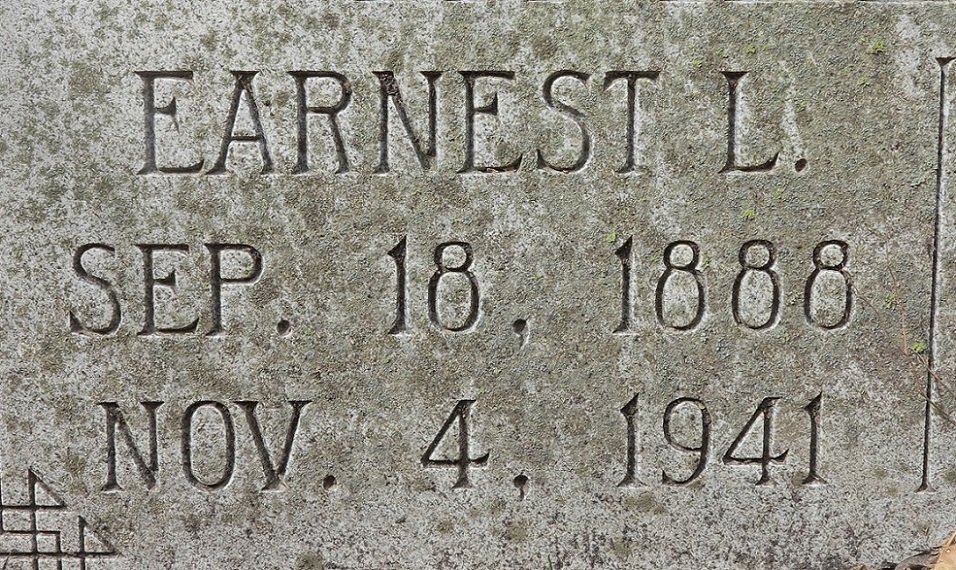 EARNEST L.
SEP. 18, 1888
NOV. 4, 1941